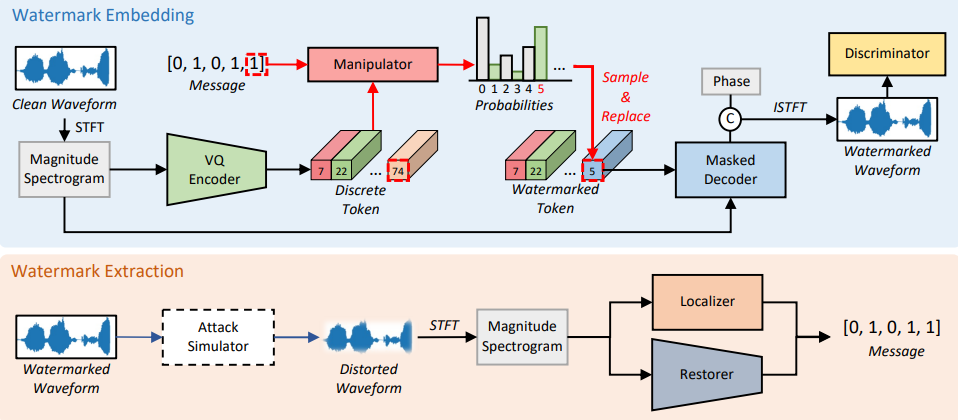 Watermark Embedding
Clean Waveform
STFT
Magnitude
Spectrogram
[0, 1, 0, 1, 1]
Message
Manipulator
VQ
Encoder
7 22 ... 74
Discrete
Token
0 1 2 3 4 5
Probabilities
...
Sample
&
Replace
7 22 ... 5
Watermarked
Token
Phase
C
ISTFT
Masked
Decoder
Discriminator
Watermarked
Waveform
Watermark Extraction
Watermarked
Waveform
Attack
Simulator
Distorted
Waveform
STFT
Magnitude
Spectrogram
Localizer
Restorer
[0, 1, 0, 1, 1]
Message